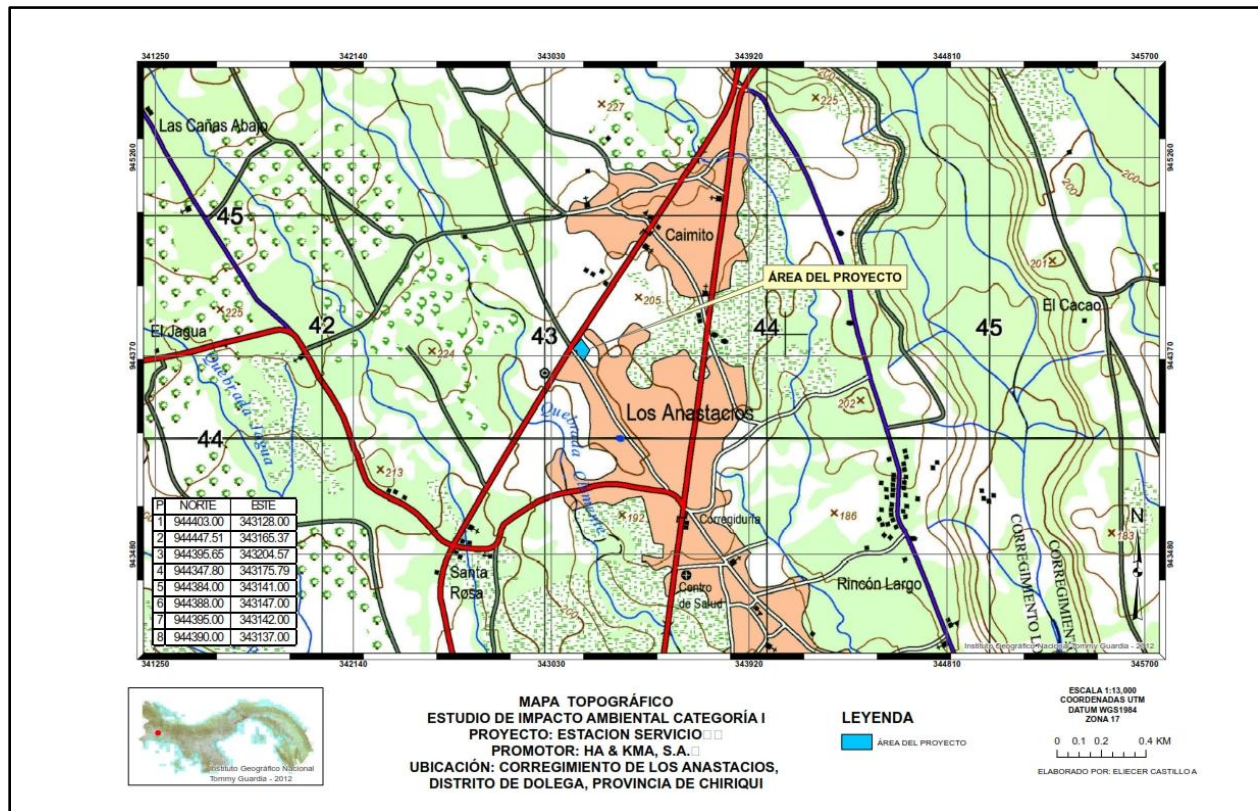 341250 342140 343030 343920 344810 345700
945260
944370
943480
945260
944370
943480
Las Cañas Abajo
227
225
200
200
45
Caimito
201
ÁREA DEL PROYECTO
205
El Cacao
225
El Jagua
42
224
43
44
45
Quebrada Jagua
202
Los Anastacios
Quebrada Clemente
44
213
192
186
183
Corregiduría
N
Santa
Rosa
200
Centro
de Salud
Rincón Largo
CORREGIMIENTO
CORREGIMIENTO
P NORTE ESTE
1 944403.00 343128.00
2 944447.51 343165.37
3 944395.65 343204.57
4 944347.80 343175.79
5 944384.00 343141.00
6 944388.00 343147.00
7 944395.00 343142.00
8 944390.00 343137.00
Instituto Geográfico Nacional Tommy Guardia - 2012
341250 342140 343030 343920 344810 345700
Instituto Geográfico Nacional
Tommy Guardia - 2012
MAPA TOPOGRÁFICO
ESTUDIO DE IMPACTO AMBIENTAL CATEGORÍA I
PROYECTO: ESTACION SERVICIO
PROMOTOR: HA & KMA, S.A.
UBICACIÓN: CORREGIMIENTO DE LOS ANASTACIOS,
DISTRITO DE DOLEGA, PROVINCIA DE CHIRIQUI
LEYENDA
ÁREA DEL PROYECTO
ESCALA 1:13,000
COORDENADAS UTM
DATUM WGS1984
ZONA 17
0 0.1 0.2 0.4 KM
ELABORADO POR: ELIECER CASTILLO A